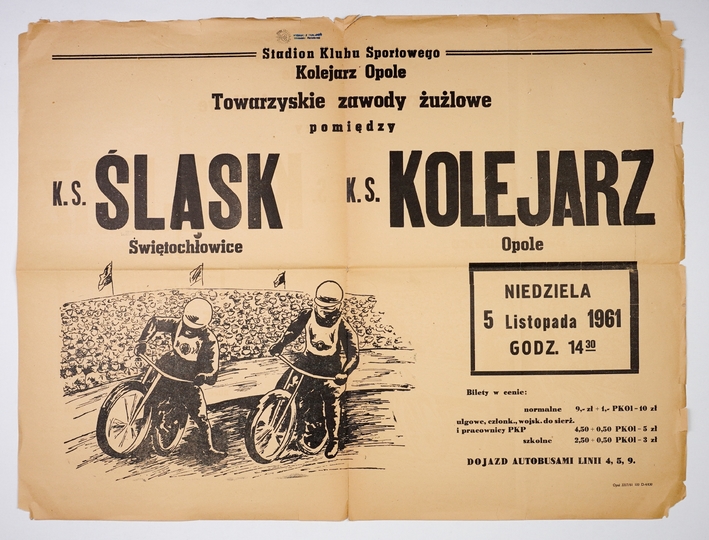 Stadion Klubu Sportowego
Kolejarz Opole
Towarzyskie zawody żużlowe
pomiędzy
K. S. ŚLĄSK
Świętochłowice
K. S. KOLEJARZ
Opole
NIEDZIELA
5 Listopada 1961
GODZ. 14 30
Bilety w cenie:
normalne 9,- zł + 1,- PKOl = 10 zł
ulgowe, członk., wojsk. do sierż.
i pracownicy PKP 4,50 + 0,50 PKOl = 5 zł
szkolne 2,50 + 0,50 PKOl = 3 zł
DOJAZD AUTOBUSAMI LINII 4, 5, 9.